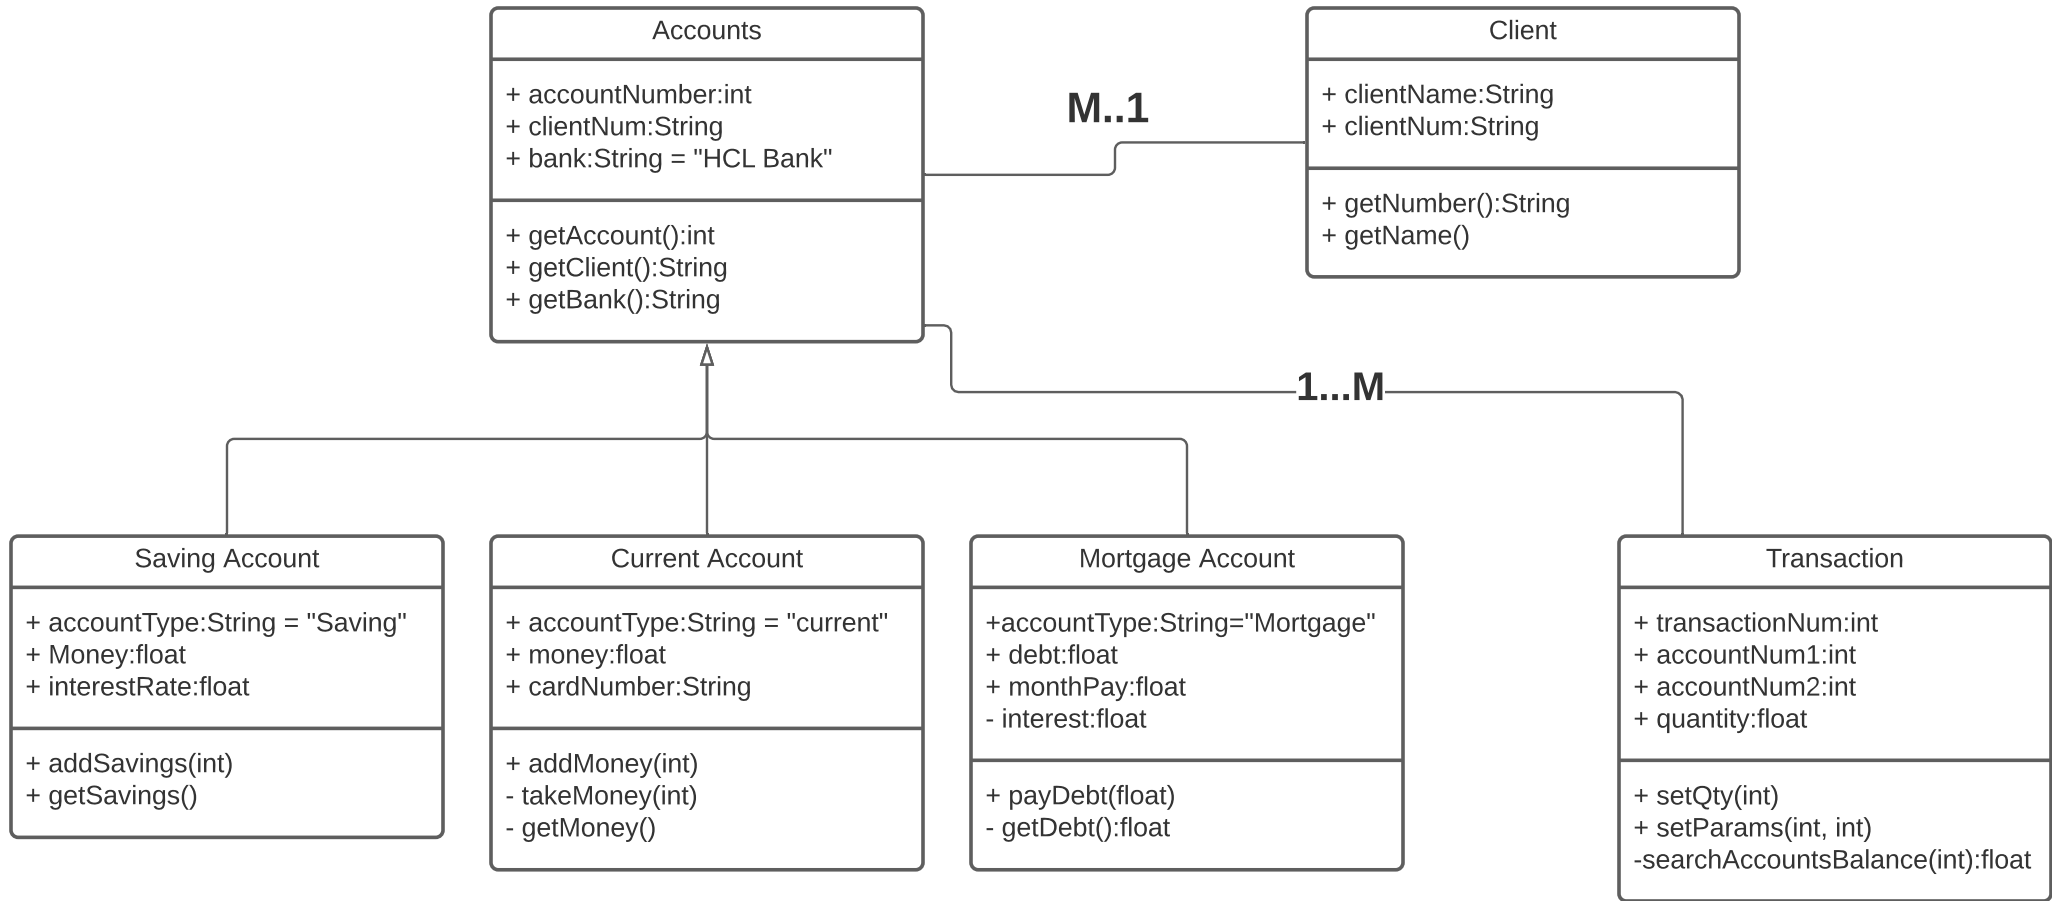 Accounts
+ accountNumber:int
+ clientNum:String
+ bank:String = "HCL Bank"
+ getAccount():int
+ getClient():String
+ getBank():String
M..1
Client
+ clientName:String
+ clientNum:String
+ getNumber():String
+ getName()
1...M
Saving Account
+ accountType:String = "Saving"
+ Money:float
+ interestRate:float
+ addSavings(int)
+ getSavings()
Current Account
+ accountType:String = "current"
+ money:float
+ cardNumber:String
+ addMoney(int)
- takeMoney(int)
- getMoney()
Mortgage Account
+accountType:String="Mortgage"
+ debt:float
+ monthPay:float
- interest:float
+ payDebt(float)
- getDebt():float
Transaction
+ transactionNum:int
+ accountNum1:int
+ accountNum2:int
+ quantity:float
+ setQty(int)
+ setParams(int, int)
-searchAccountsBalance(int):float